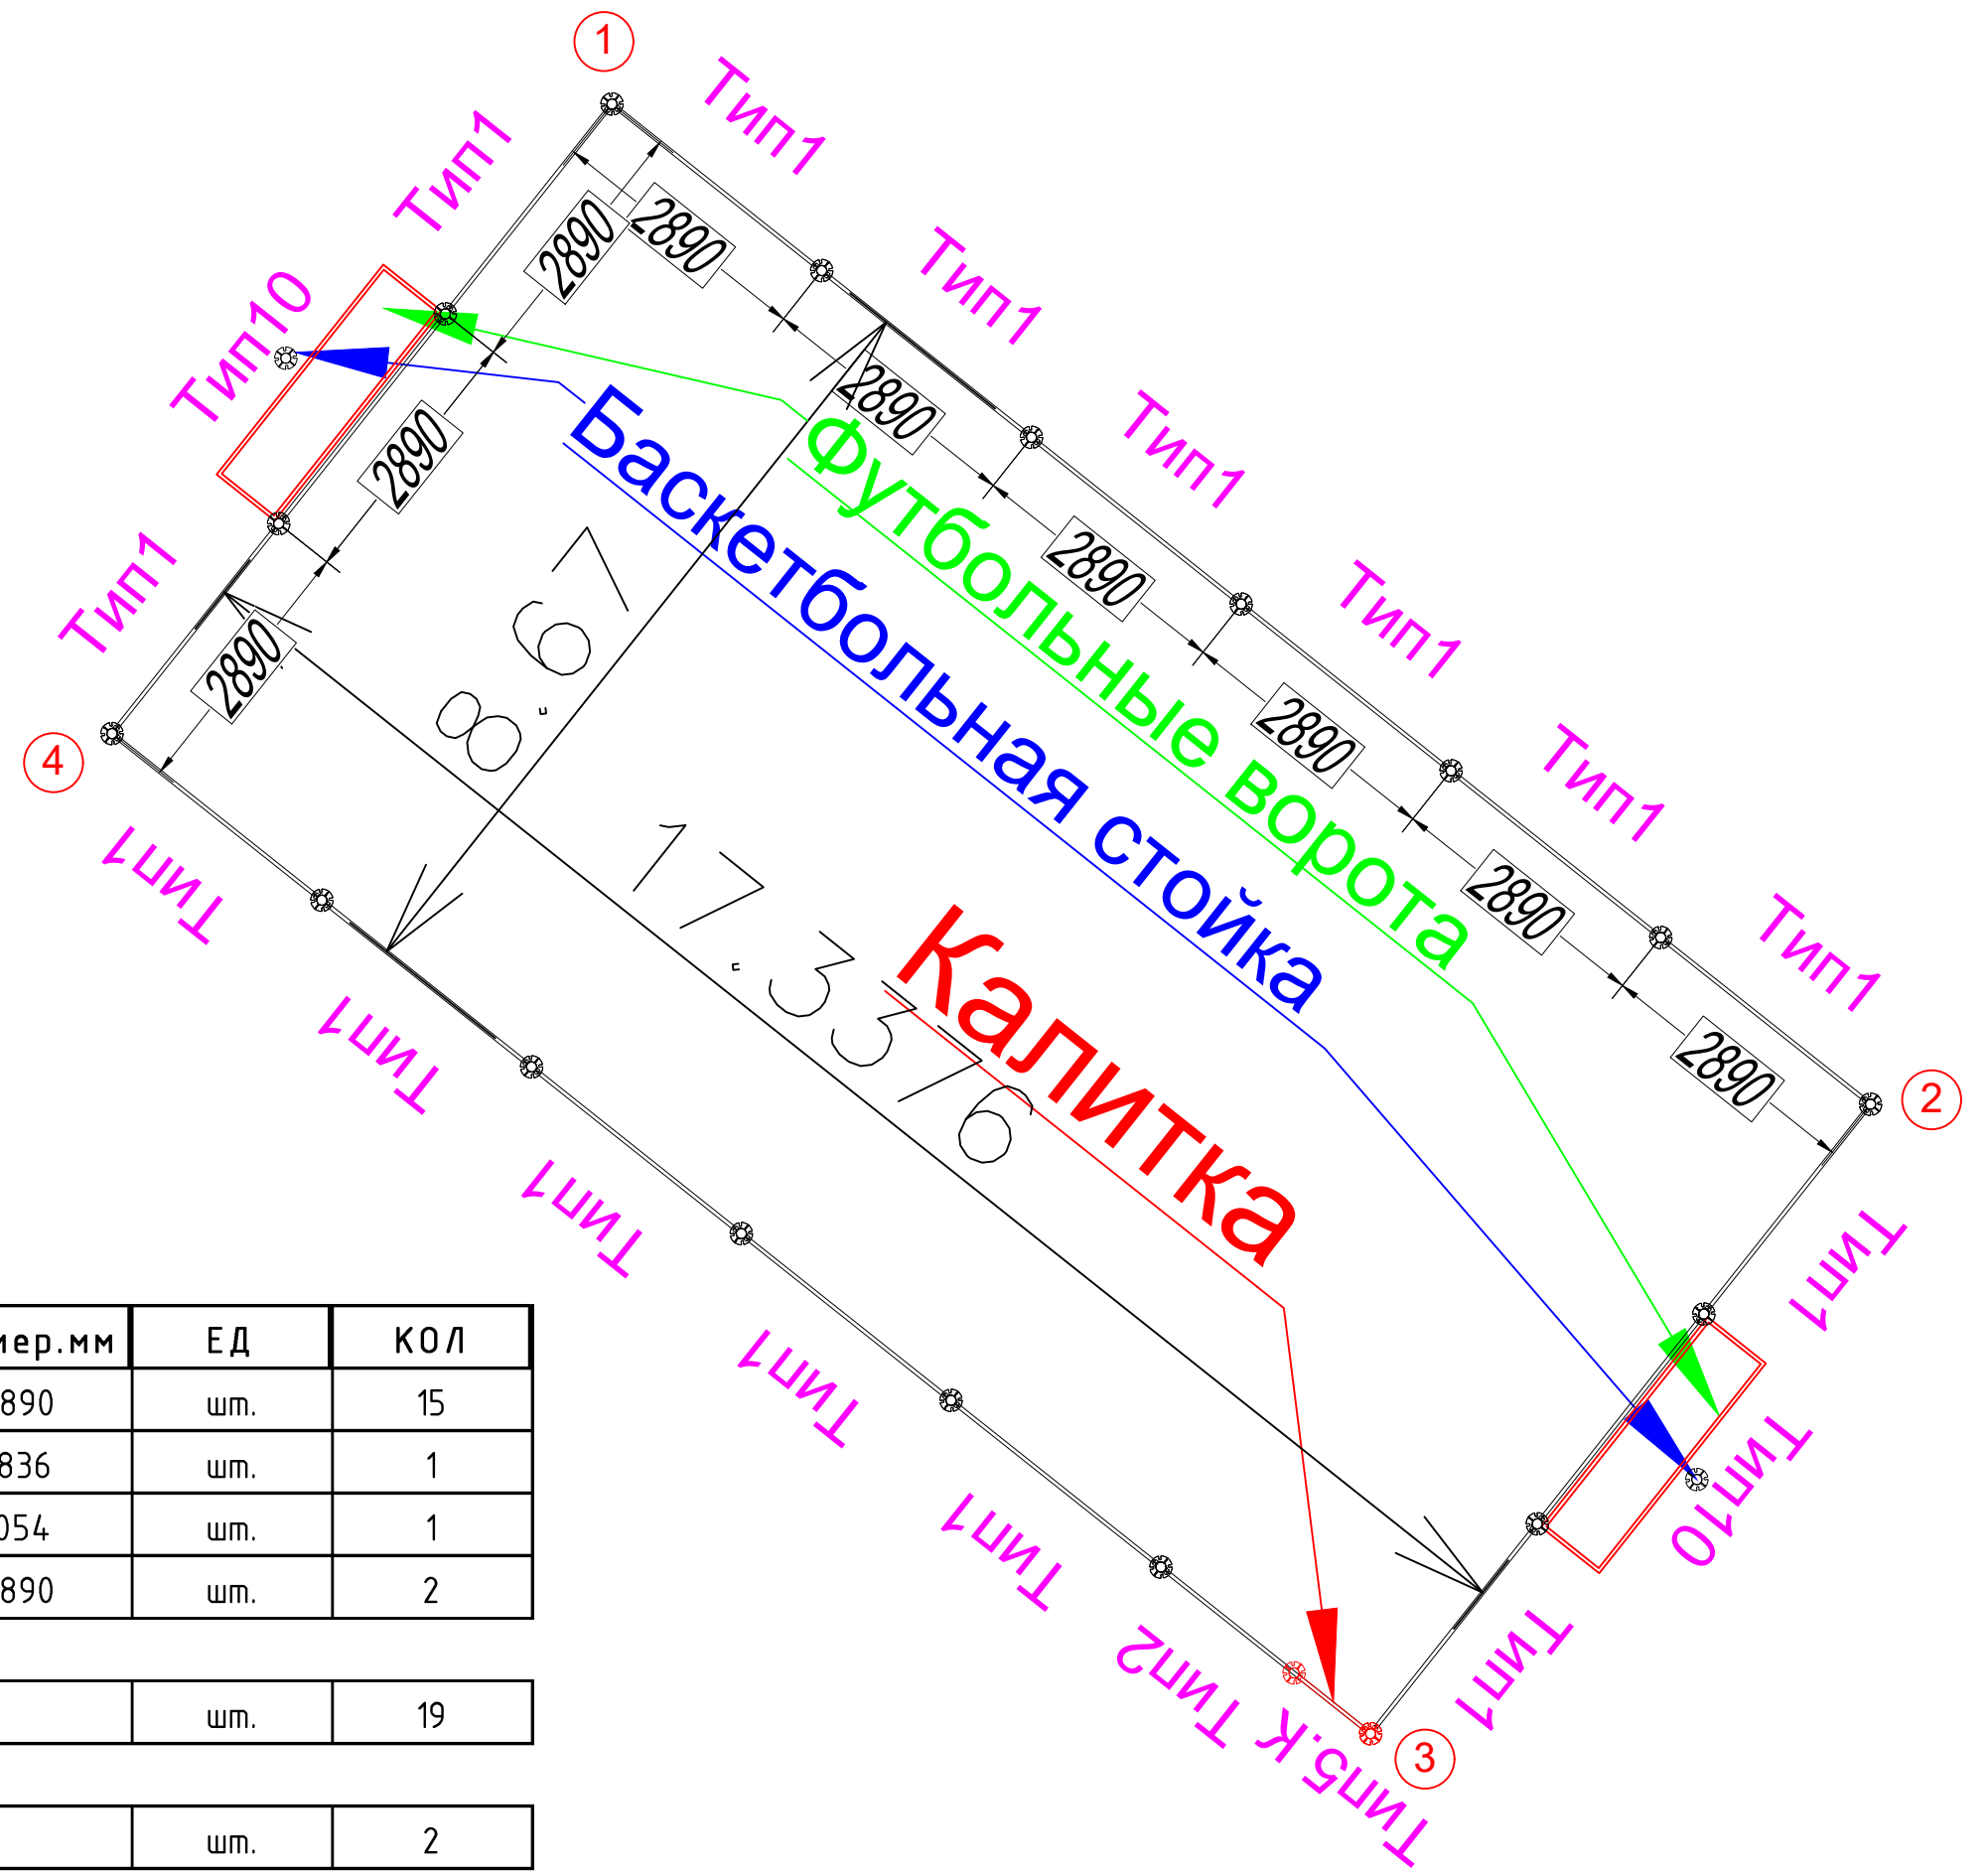 1
Тип1
Тип1
Тип1
Тип1
Тип1
Тип1
Тип1
2
Тип10
Тип1
4
2890
2890
2890
2890
2890
2890
2890
2890
2890
Баскетбольная стойка
Футбольные ворота
Калитка
8.67
17.3376
Тип1
Тип1
Тип1
Тип1
Тип1
Тип2
Тип5.К
3
Тип1
Тип10
Тип1
мер.мм ЕД КОЛ
890 шт. 15
836 шт. 1
054 шт. 1
890 шт. 2
шт. 19
шт. 2